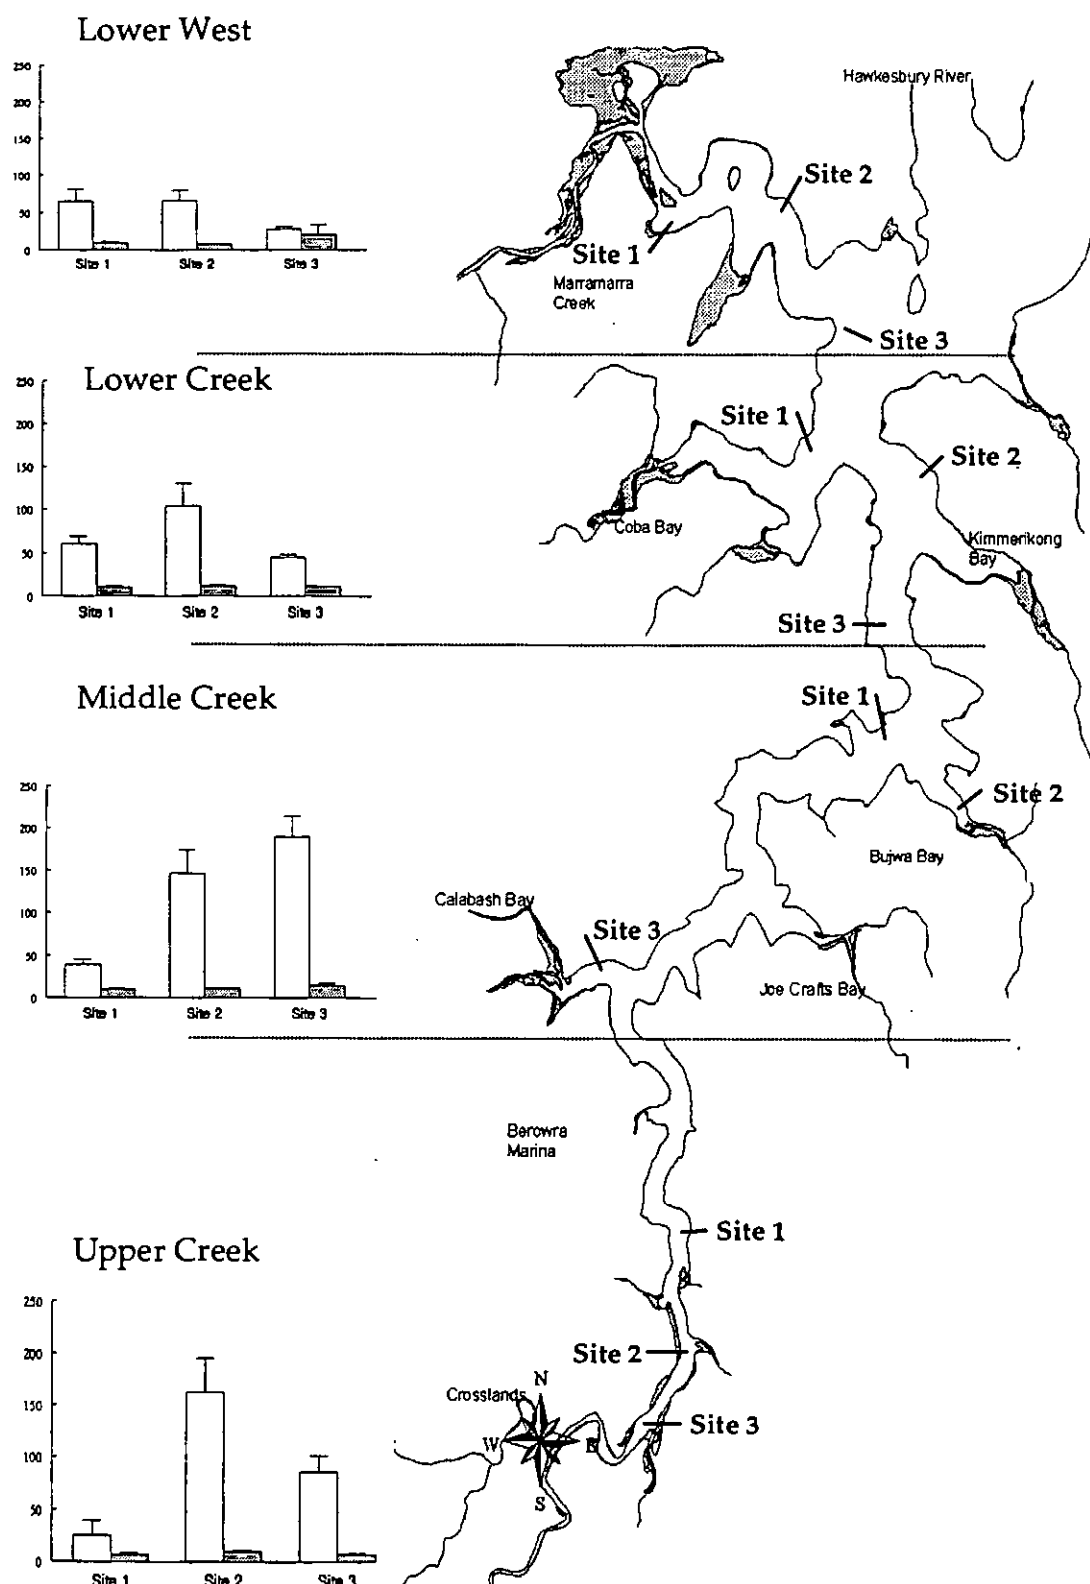 Lower West
250
200
150
100
50
0
Site 1
Site 2
Site 3
Hawkesbury River
Site 2
Site 1
Marramarra
Creek
Site 3
Lower Creek
250
200
150
100
50
0
Site 1
Site 2
Site 3
Site 1
Site 2
Coba Bay
Kimmerikong
Bay
Site 3
Middle Creek
250
200
150
100
50
0
Site 1
Site 2
Site 3
Site 1
Site 2
Bujwa Bay
Calabash Bay
Site 3
Joe Crafts Bay
Berowra
Marina
Upper Creek
250
200
150
100
50
0
Site 1
Site 2
Site 3
Site 1
Site 2
N
Crosslands
Site 3
W
E
S